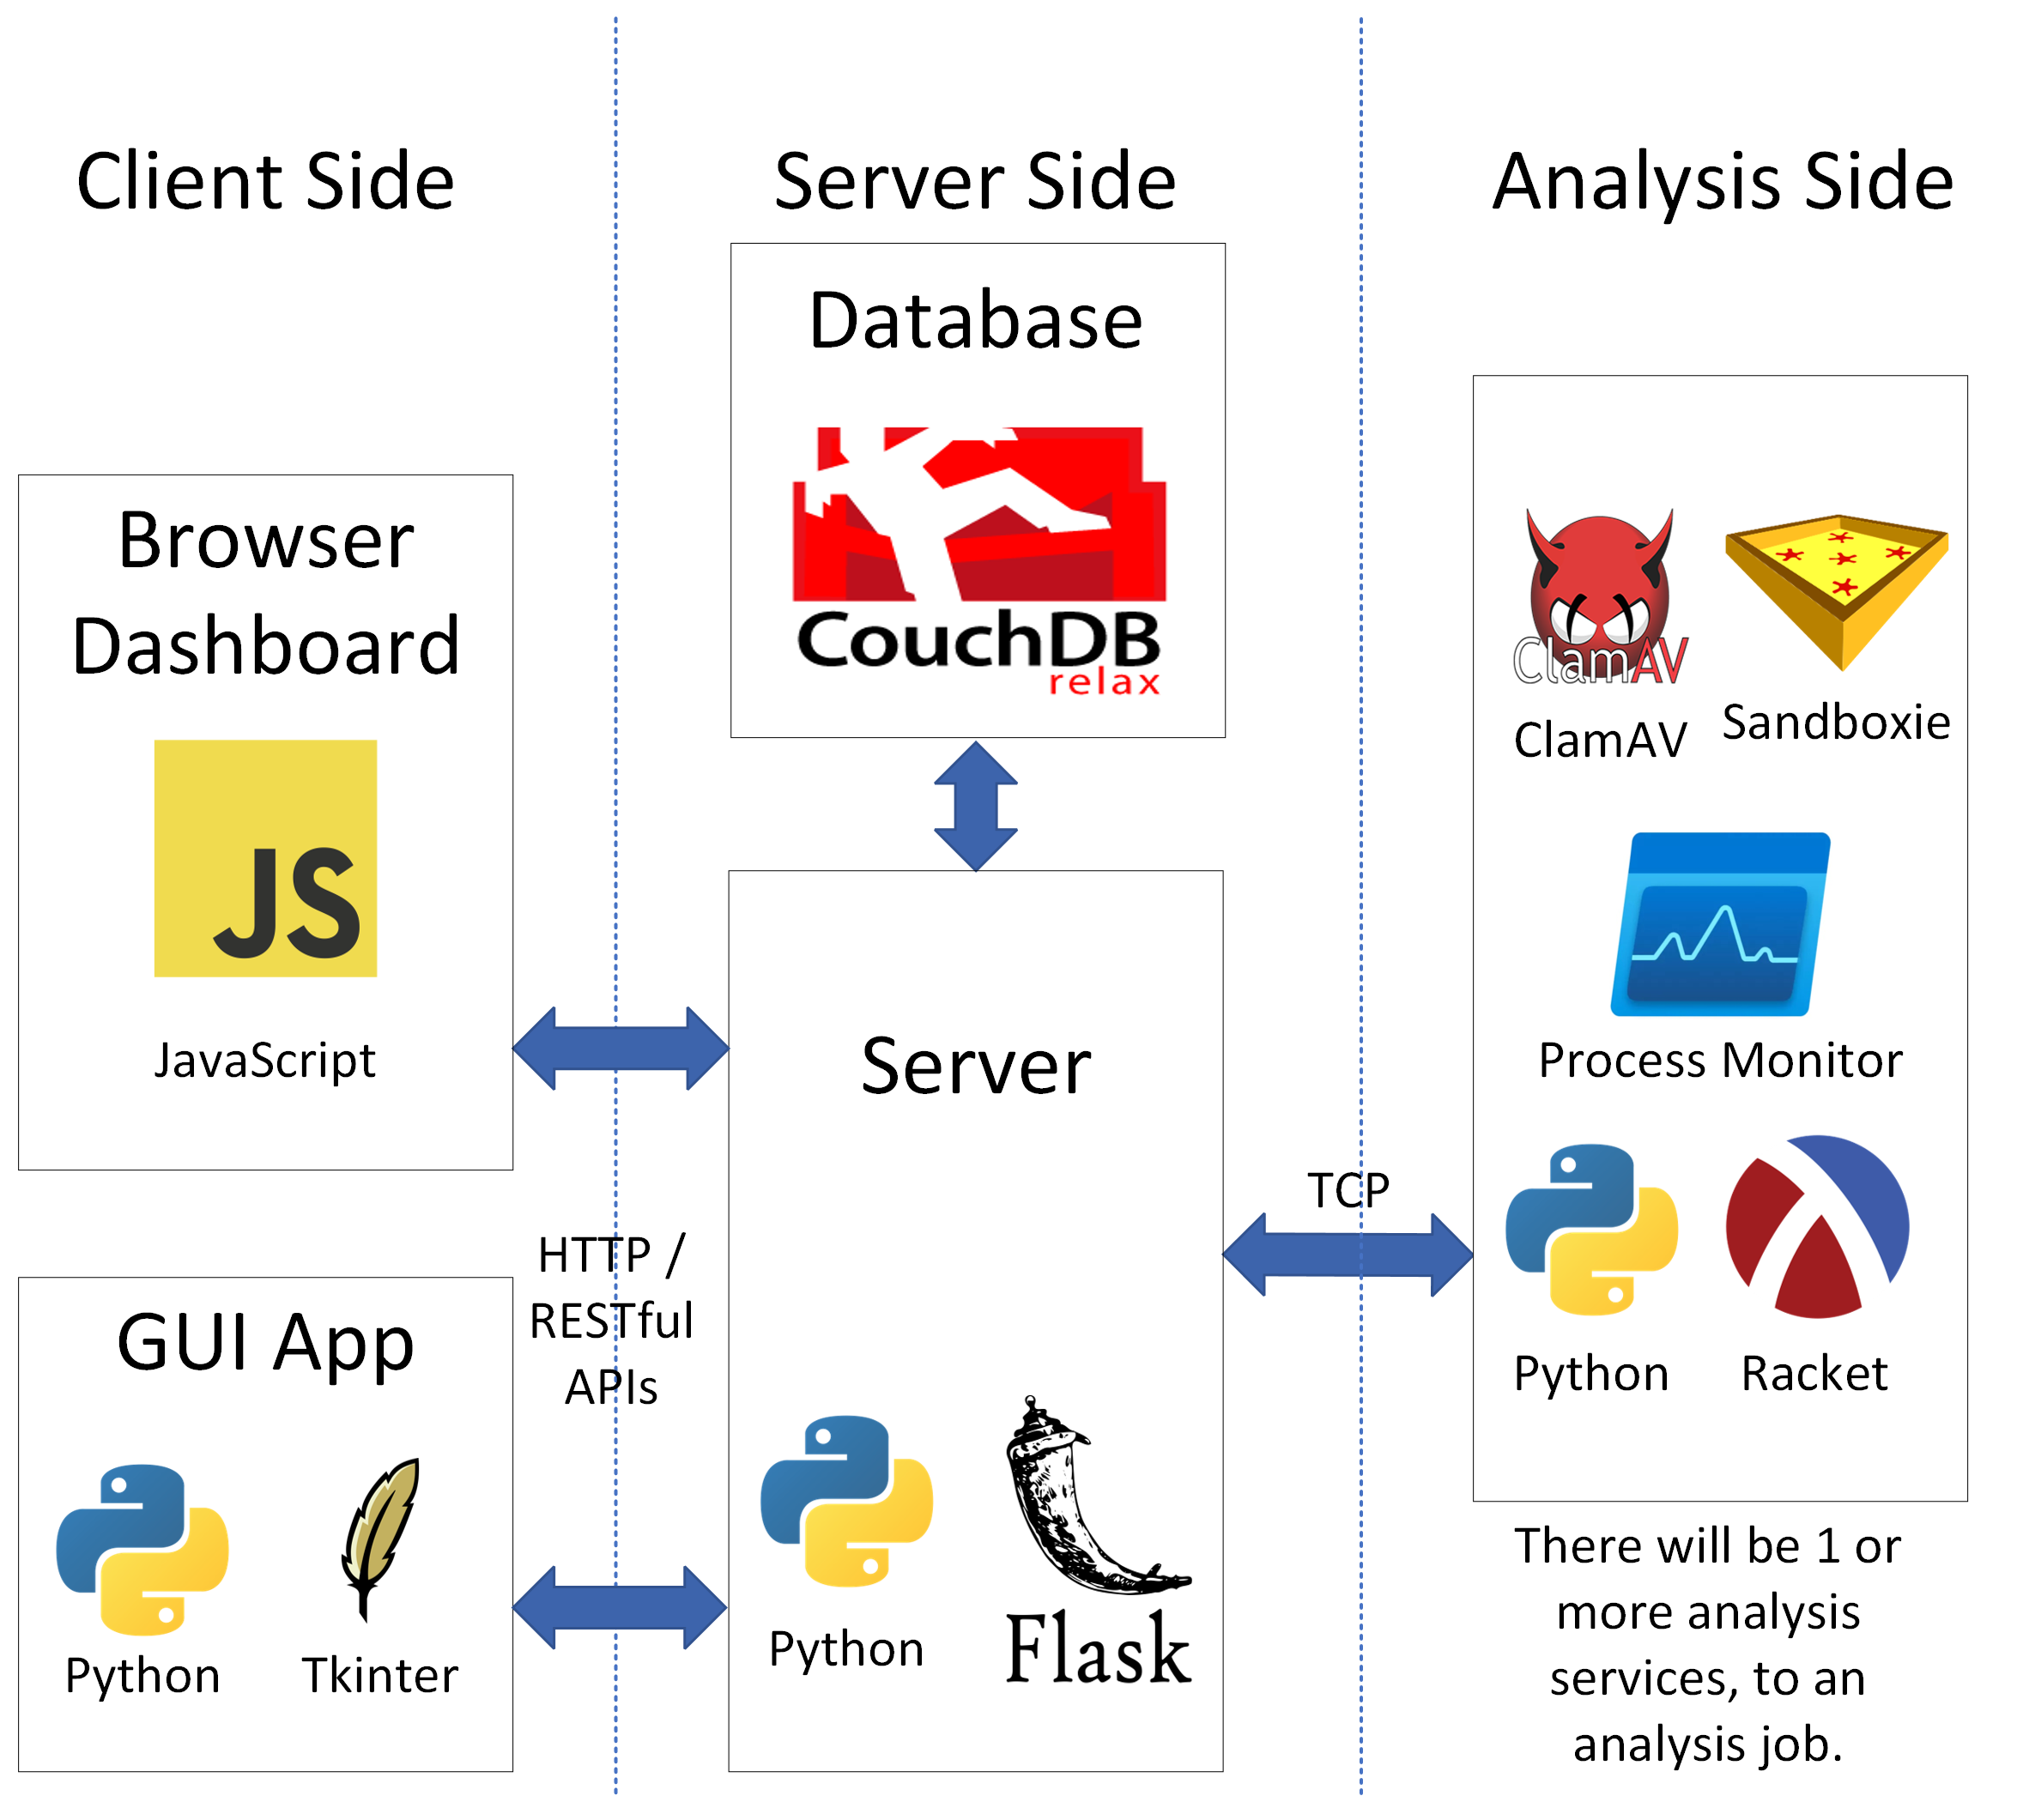 Client Side
Browser
Dashboard
JS
JavaScript
GUI App
Python
Tkinter
HTTP /
RESTful
APIs
Server Side
Database
CouchDB
relax
Server
Python
Flask
TCP
Analysis Side
ClamAV
ClamAV
Sandboxie
Process Monitor
Python
Racket
There will be 1 or
more analysis
services, to an
analysis job.